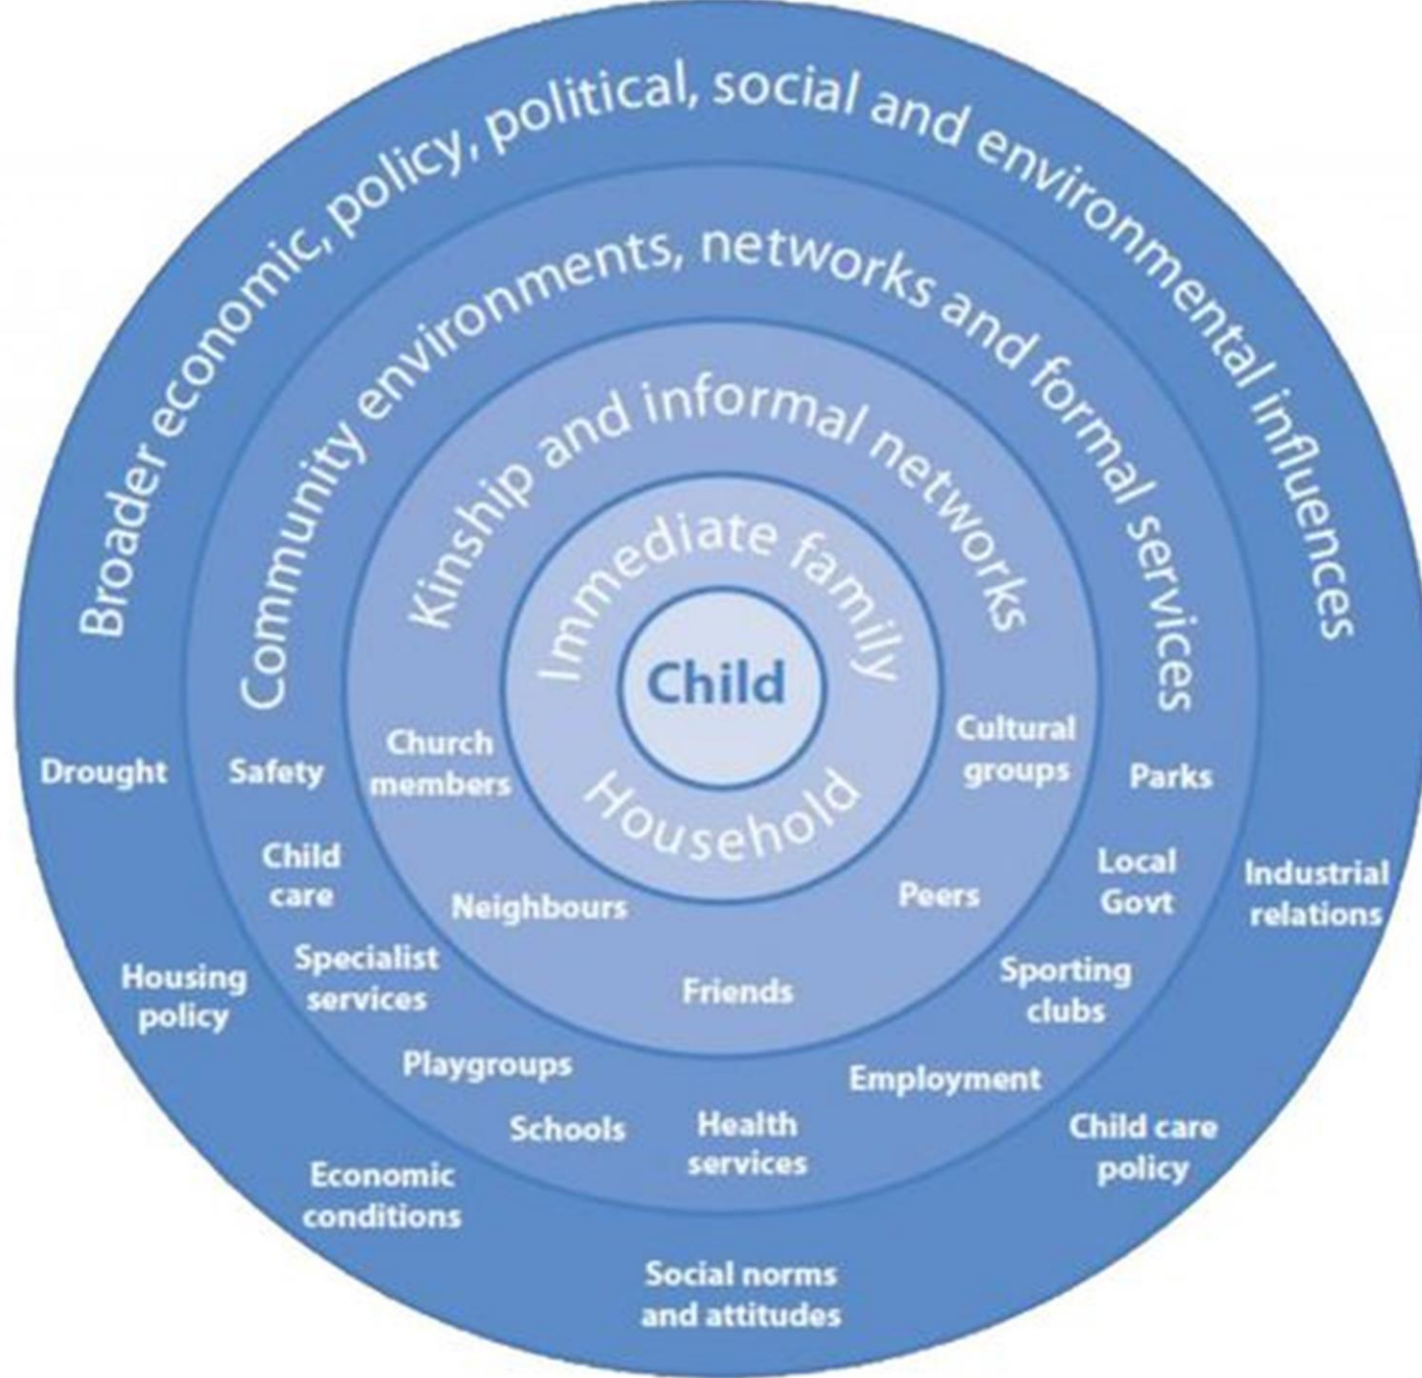 Broader economic, policy, political, social and environmental influences
Community environments, networks and formal services
Kinship and informal networks
Immediate family
Child
Household
Church
members
Cultural
groups
Neighbours
Peers
Friends
Safety
Parks
Child
care
Local
Govt
Specialist
services
Sporting
clubs
Playgroups
Employment
Schools
Health
services
Drought
Industrial
relations
Housing
policy
Child care
policy
Economic
conditions
Social norms
and attitudes